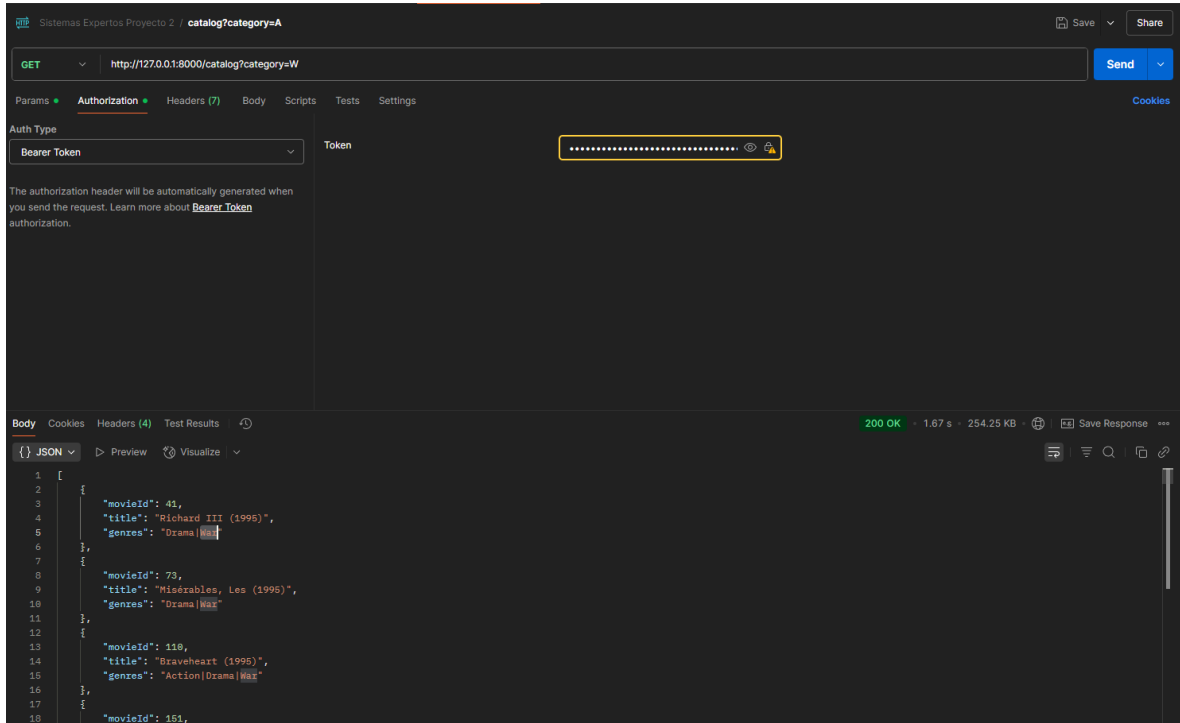 HTTP Sistemas Expertos Proyecto 2 / catalog?category=A Save Share
GET http://127.0.0.1:8000/catalog?category=W Send
Params Authorization Headers (7) Body Scripts Tests Settings Cookies
Auth Type
Bearer Token
Token
The authorization header will be automatically generated when
you send the request. Learn more about Bearer Token
authorization.
Body Cookies Headers (4) Test Results 200 OK 1.67 s 254.25 KB Save Response
{} JSON Preview Visualize
1 [
2 {
3 "movieId": 41,
4 "title": "Richard III (1995)",
5 "genres": "Drama|War"
6 },
7 {
8 "movieId": 73,
9 "title": "Misérables, Les (1995)",
10 "genres": "Drama|War"
11 },
12 {
13 "movieId": 110,
14 "title": "Braveheart (1995)",
15 "genres": "Action|Drama|War"
16 },
17 {
18 "movieId": 151,